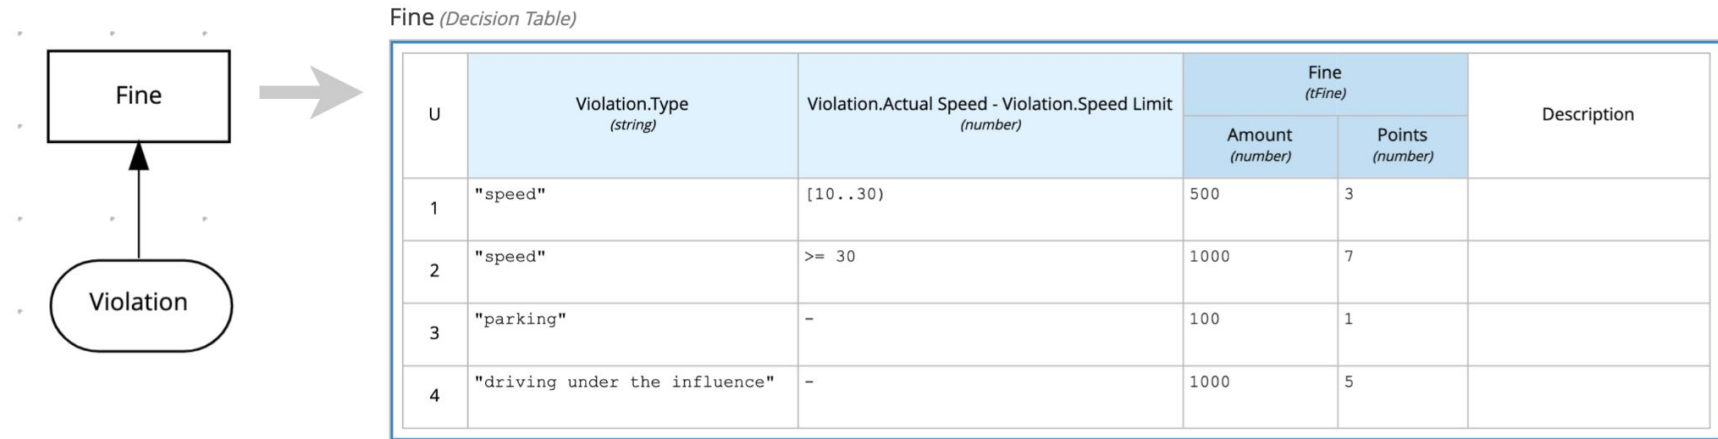 Fine
Violation
Fine (Decision Table)
U
Violation.Type
(string)
Violation.Actual Speed - Violation.Speed Limit
(number)
Fine
(tFine)
Amount
(number)
Points
(number)
Description
1 "speed" [10..30) 500 3
2 "speed" >= 30 1000 7
3 "parking" - 100 1
4 "driving under the influence" - 1000 5